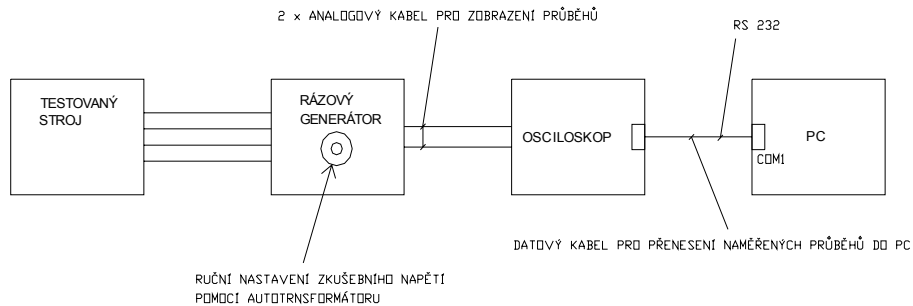 2 x ANALOGOVÝ KABEL PRO ZOBRAZENÍ PRŮBĚHŮ
RS 232
TESTOVANÝ
STROJ
RÁZOVÝ
GENERÁTOR
OSCILOSKOP
PC
COM1
DATOVÝ KABEL PRO PŘENESENÍ NAMĚŘENÝCH PRŮBĚHŮ DO PC
RUČNÍ NASTAVENÍ ZKUŠEBNÍHO NAPĚTÍ
POMOCÍ AUTOTRNSFORMÁTORU